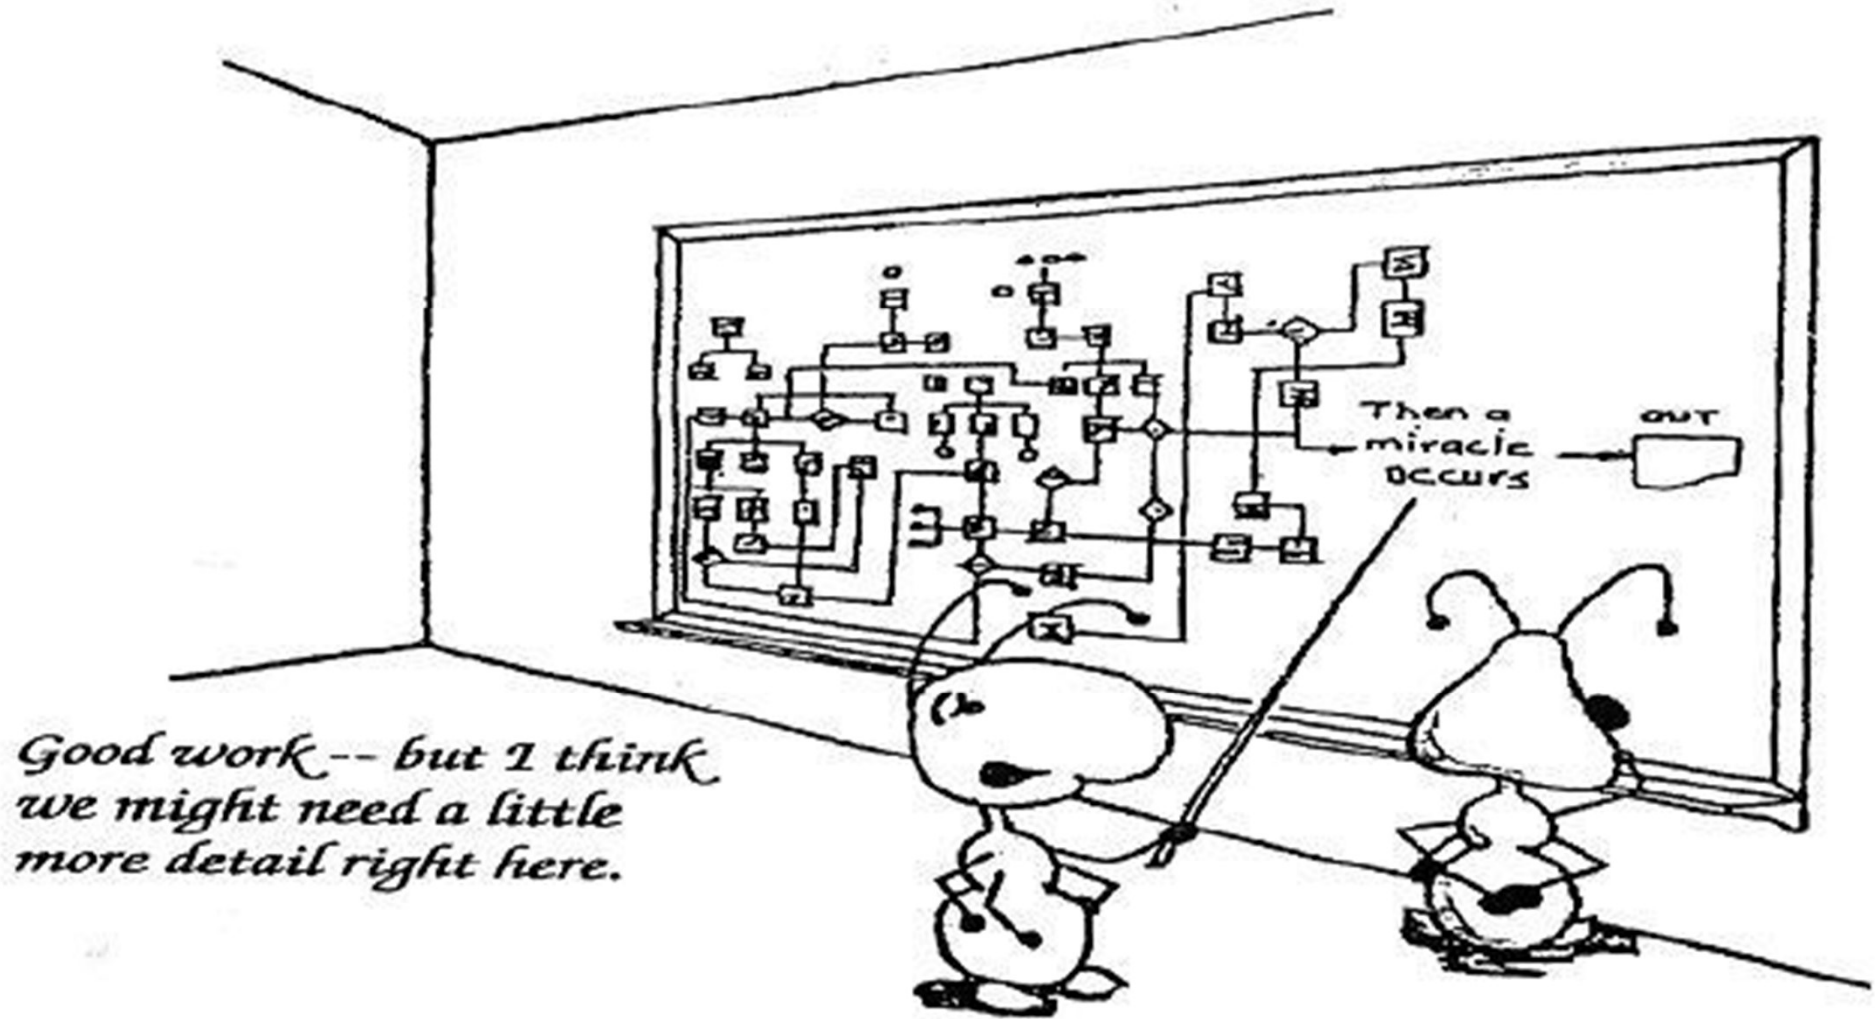 Then a
miracle
occurs
OUT
Good work -- but I think
we might need a little
more detail right here.